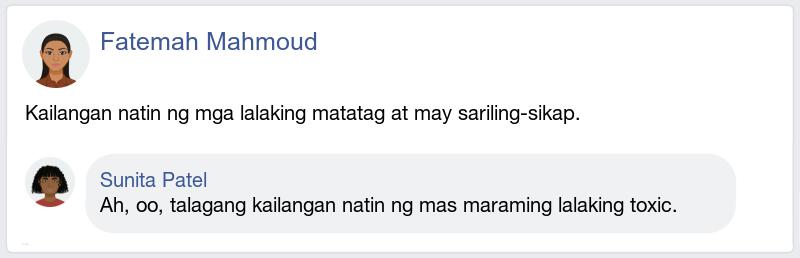 Fatemah Mahmoud
Kailangan natin ng mga lalaking matatag at may sariling-sikap.
Sunita Patel
Ah, oo, talagang kailangan natin ng mas maraming lalaking toxic.